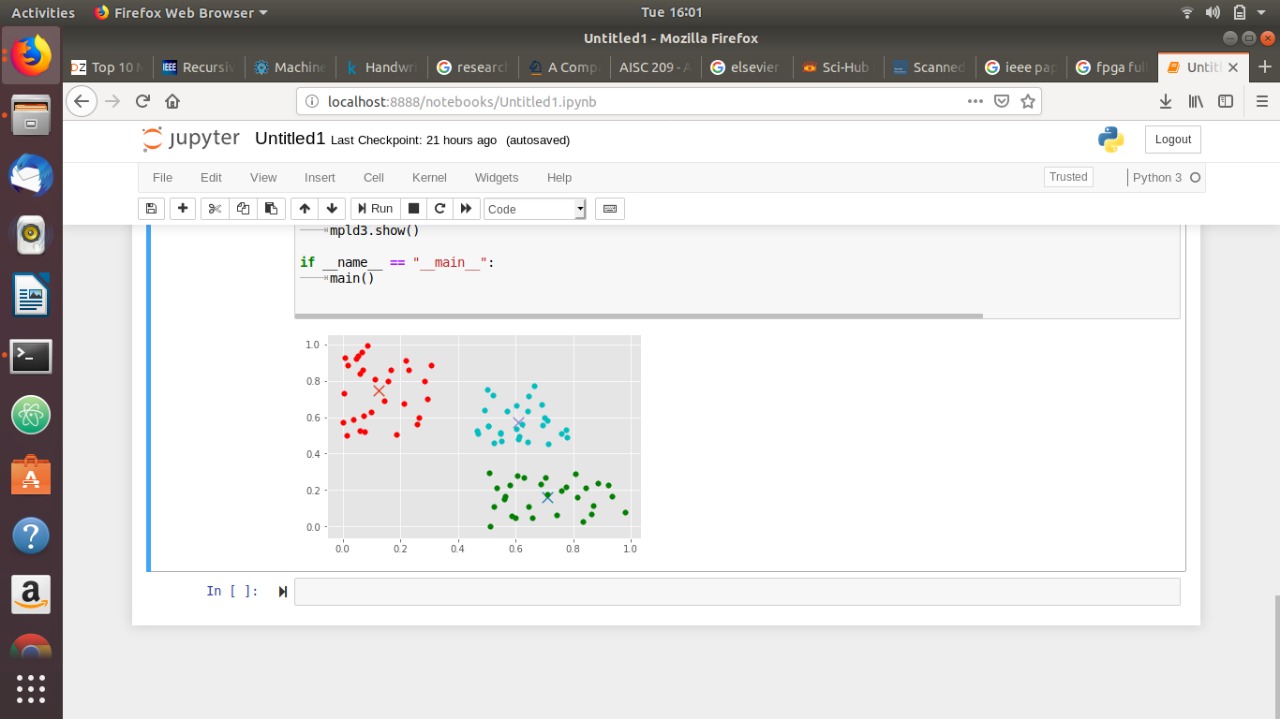 Activities Firefox Web Browser Tue 16:01
Untitled1 - Mozilla Firefox
Top 10 Recursiv Machine Handwri research A Comp AISC 209 - A elsevier Sci-Hub Scanned ieee pap fpga full Untitl
localhost:8888/notebooks/Untitled1.ipynb
jupyter Untitled1 Last Checkpoint: 21 hours ago (autosaved) Logout
File Edit View Insert Cell Kernel Widgets Help Trusted Python 3
Run Code
mpld3.show()
if __name__ == "__main__":
main()
1.0
0.8
0.6
0.4
0.2
0.0
0.0 0.2 0.4 0.6 0.8 1.0
In [ ]: